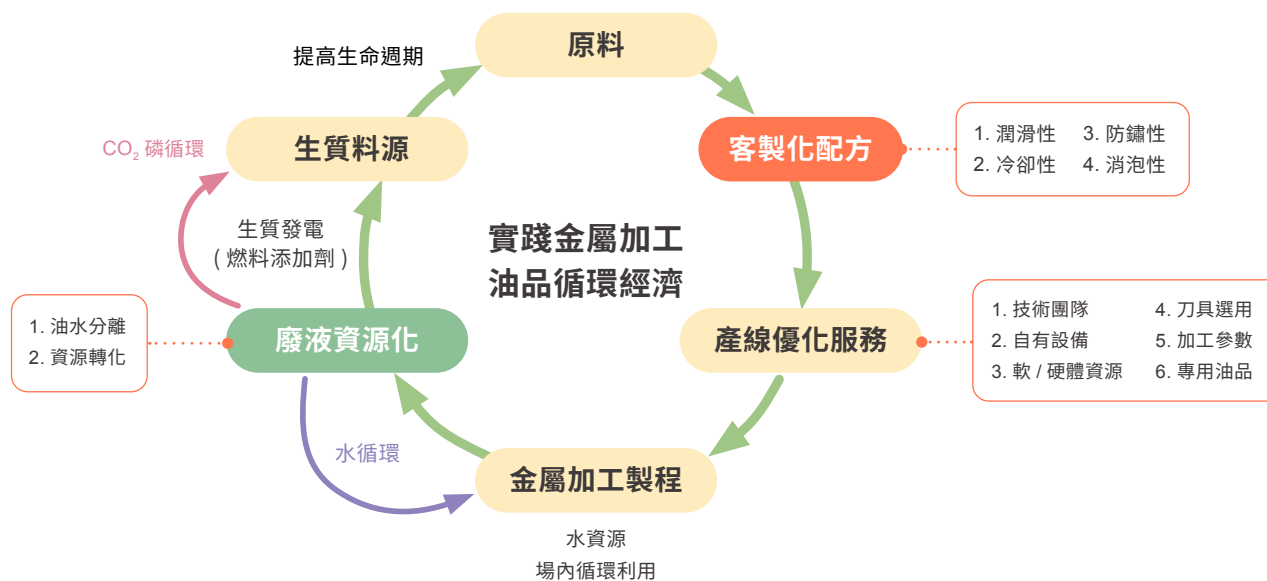 提高生命週期
原料
CO₂ 磷循環
生質料源
客製化配方
1. 潤滑性 3. 防鏽性
2. 冷卻性 4. 消泡性
生質發電
( 燃料添加劑 )
實踐金屬加工
油品循環經濟
1. 油水分離
2. 資源轉化
廢液資源化
產線優化服務
1. 技術團隊 4. 刀具選用
2. 自有設備 5. 加工參數
3. 軟 / 硬體資源 6. 專用油品
水循環
金屬加工製程
水資源
場內循環利用